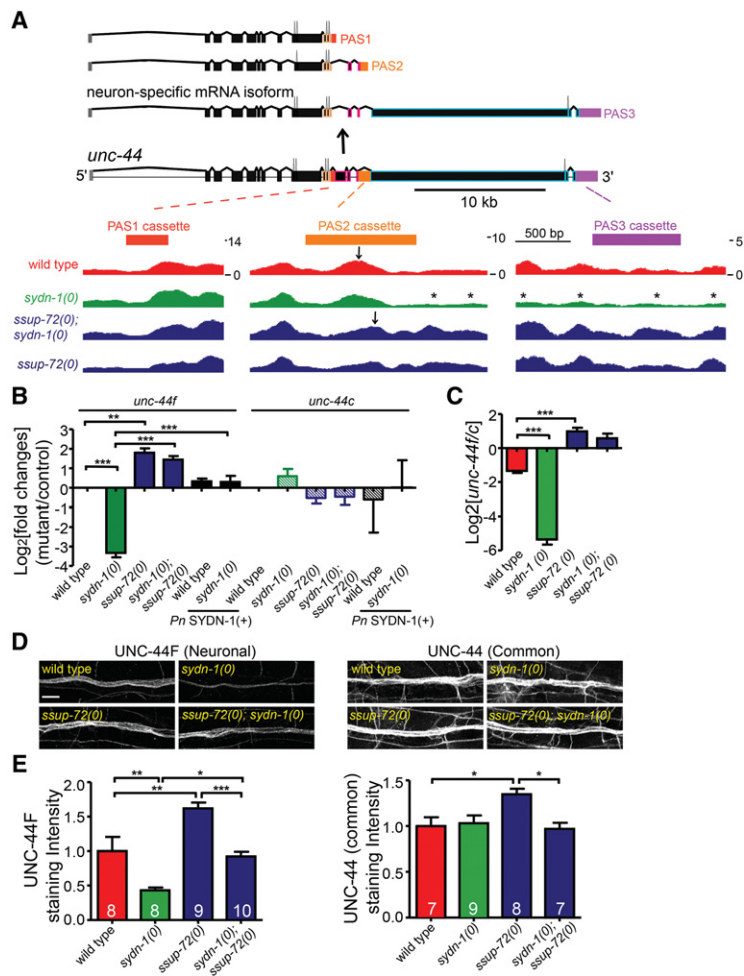 A
PAS1
PAS2
neuron-specific mRNA isoform
PAS3
unc-44
5'
3'
10 kb
PAS1 cassette
PAS2 cassette
500 bp
PAS3 cassette
14
10
5
wild type
0
0
0
sydn-1(0)
* *
* * * *
ssup-72(0);
sydn-1(0)
ssup-72(0)
B
unc-44f
unc-44c
**
***
***
***
Log2[fold changes]
(mutant/control)
3
2
1
0
-1
-2
-3
-4
wild type
sydn-1(0)
ssup-72(0)
sydn-1(0);
ssup-72(0)
wild type
sydn-1(0)
wild type
sydn-1(0)
ssup-72(0)
sydn-1(0);
ssup-72(0)
wild type
sydn-1(0)
Pn SYDN-1(+)
Pn SYDN-1(+)
C
***
***
Log2[unc-44f/c]
2
0
-2
-4
-6
wild type
sydn-1 (0)
ssup-72 (0)
sydn-1 (0);
ssup-72 (0)
D
UNC-44F (Neuronal)
UNC-44 (Common)
wild type
sydn-1(0)
wild type
sydn-1(0)
ssup-72(0)
ssup-72(0); sydn-1(0)
ssup-72(0)
ssup-72(0); sydn-1(0)
E
** *
** ***
UNC-44F
staining Intensity
2.0
1.5
1.0
0.5
0.0
8
8
9
10
wild type
sydn-1(0)
ssup-72(0)
sydn-1(0);
ssup-72(0)
* *
UNC-44 (common)
staining Intensity
1.5
1.0
0.5
0.0
7
9
8
7
wild type
sydn-1(0)
ssup-72(0)
sydn-1(0);
ssup-72(0)